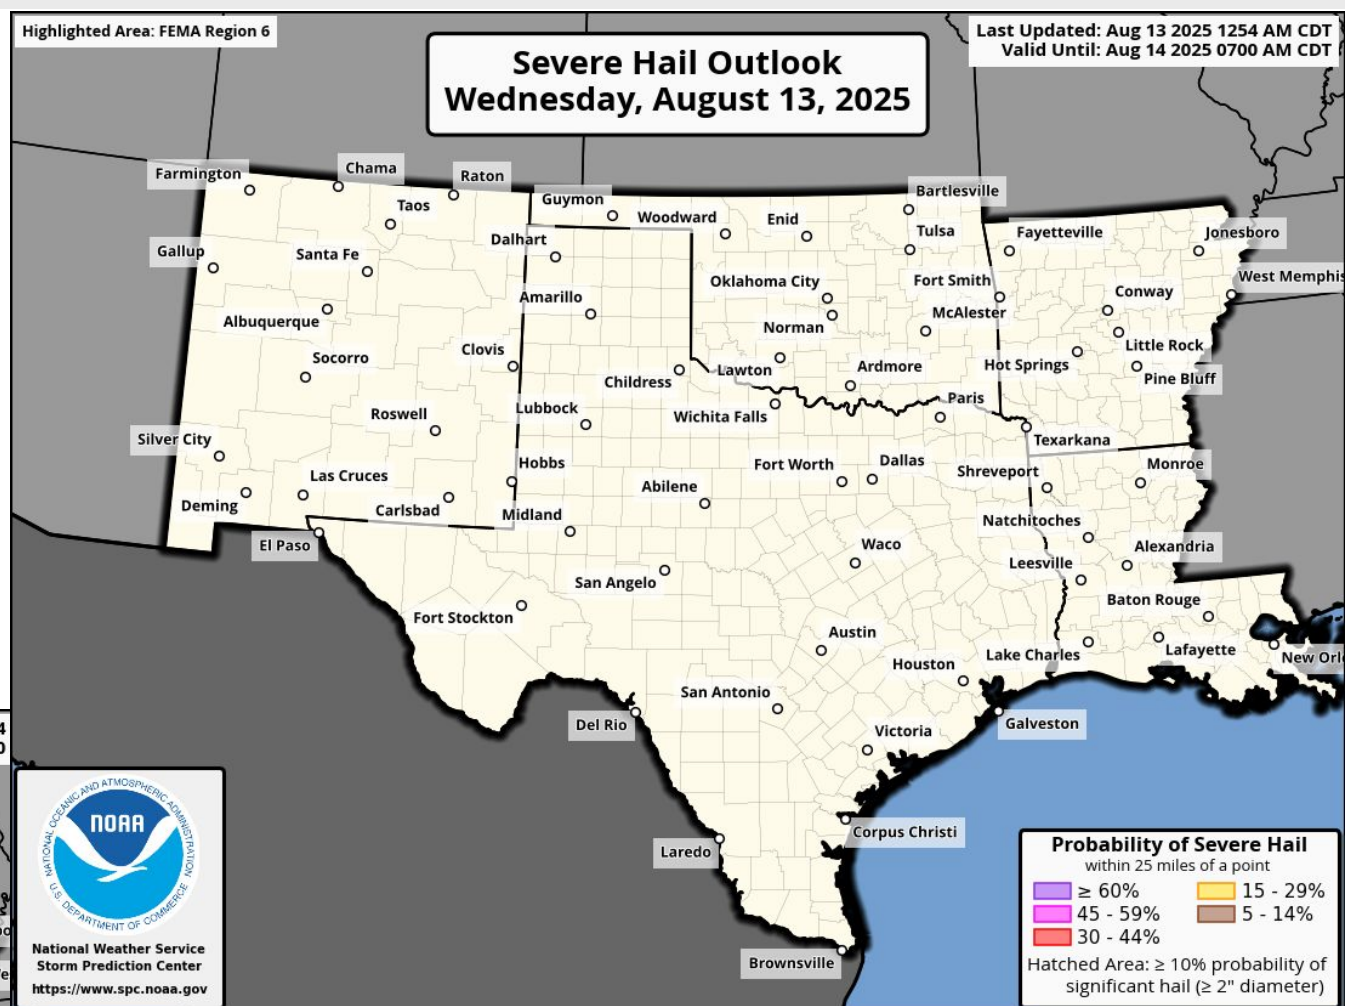 Highlighted Area: FEMA Region 6
Last Updated: Aug 13 2025 1254 AM CDT
Valid Until: Aug 14 2025 0700 AM CDT
Severe Hail Outlook
Wednesday, August 13, 2025
Farmington
Chama
Raton
Guymon
Bartlesville
Taos
Woodward
Enid
Tulsa
Fayetteville
Jonesboro
Gallup
Santa Fe
Dalhart
Oklahoma City
Fort Smith
West Memphis
Albuquerque
Amarillo
Norman
McAlester
Conway
Socorro
Clovis
Childress
Lawton
Ardmore
Hot Springs
Little Rock
Pine Bluff
Roswell
Lubbock
Wichita Falls
Paris
Texarkana
Silver City
Las Cruces
Hobbs
Abilene
Fort Worth
Dallas
Shreveport
Monroe
Deming
Carlsbad
Midland
Natchitoches
El Paso
San Angelo
Waco
Leesville
Alexandria
Fort Stockton
Austin
Baton Rouge
Houston
Lake Charles
Lafayette
New Orle
San Antonio
Del Rio
Victoria
Galveston
Laredo
Corpus Christi
Brownsville
4
0
NATIONAL OCEANIC AND ATMOSPHERIC ADMINISTRATION
NOAA
U.S. DEPARTMENT OF COMMERCE
National Weather Service
Storm Prediction Center
https://www.spc.noaa.gov
Probability of Severe Hail
within 25 miles of a point
≥ 60%
15 - 29%
45 - 59%
5 - 14%
30 - 44%
Hatched Area: ≥ 10% probability of
significant hail (≥ 2" diameter)